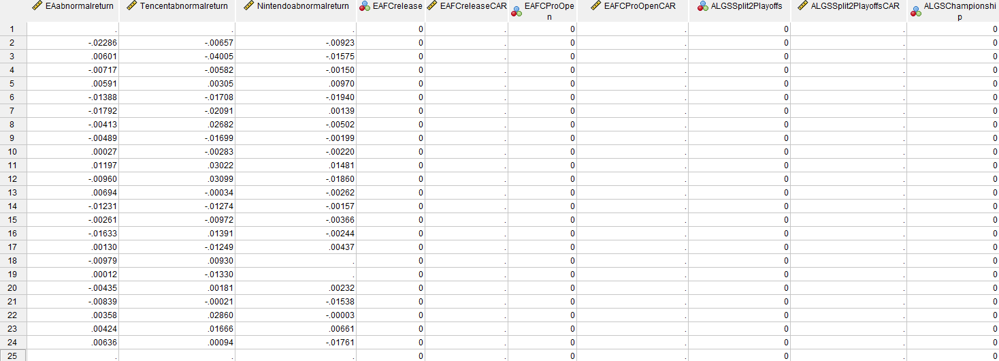 EAabnormalreturn Tencentabnormalreturn Nintendoabnormalreturn EAFCrelease EAFCreleaseCAR EAFCProOpe EAFCProOpenCAR ALGSSplit2Playoffs ALGSSplit2PlayoffsCAR ALGSChampionshi
n p
1 . . . 0 . 0 . 0 . 0
2 -.02286 -.00657 -.00923 0 . 0 . 0 . 0
3 .00601 -.04005 -.01575 0 . 0 . 0 . 0
4 -.00717 -.00582 -.00150 0 . 0 . 0 . 0
5 .00591 .00305 .00970 0 . 0 . 0 . 0
6 -.01388 -.01708 -.01940 0 . 0 . 0 . 0
7 -.01792 -.02091 .00139 0 . 0 . 0 . 0
8 -.00413 .02682 -.00502 0 . 0 . 0 . 0
9 -.00489 -.01699 -.00199 0 . 0 . 0 . 0
10 .00027 -.00283 -.00220 0 . 0 . 0 . 0
11 .01197 .03022 .01481 0 . 0 . 0 . 0
12 -.00960 .03099 -.01860 0 . 0 . 0 . 0
13 .00694 -.00034 -.00262 0 . 0 . 0 . 0
14 -.01231 -.01274 -.00157 0 . 0 . 0 . 0
15 -.00261 -.00972 -.00366 0 . 0 . 0 . 0
16 -.01633 .01391 -.00244 0 . 0 . 0 . 0
17 .00130 -.01249 .00437 0 . 0 . 0 . 0
18 -.00979 .00930 . 0 . 0 . 0 . 0
19 .00012 -.01330 . 0 . 0 . 0 . 0
20 -.00435 .00181 .00232 0 . 0 . 0 . 0
21 -.00839 -.00021 -.01538 0 . 0 . 0 . 0
22 .00358 .02860 -.00003 0 . 0 . 0 . 0
23 .00424 .01666 .00661 0 . 0 . 0 . 0
24 .00636 .00094 -.01761 0 . 0 . 0 . 0
25 . . . 0 . 0 . 0 . 0